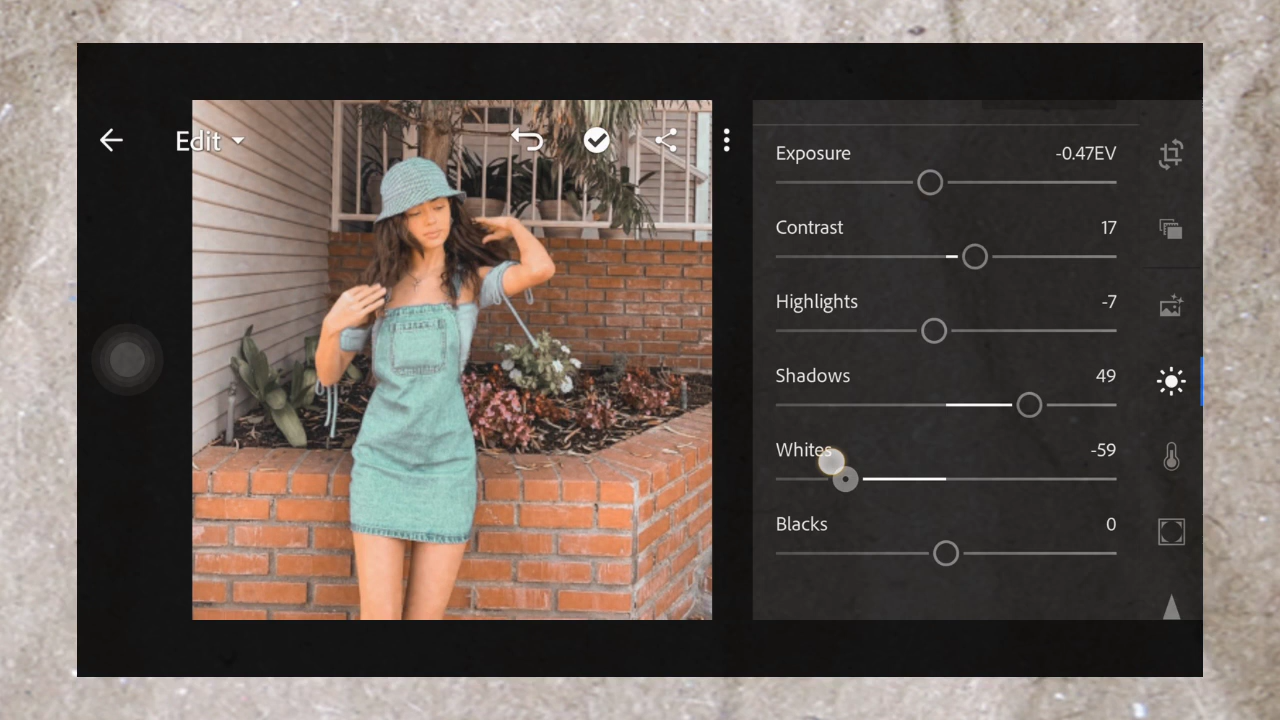 Edit
Exposure -0.47EV
Contrast 17
Highlights -7
Shadows 49
Whites -59
Blacks 0